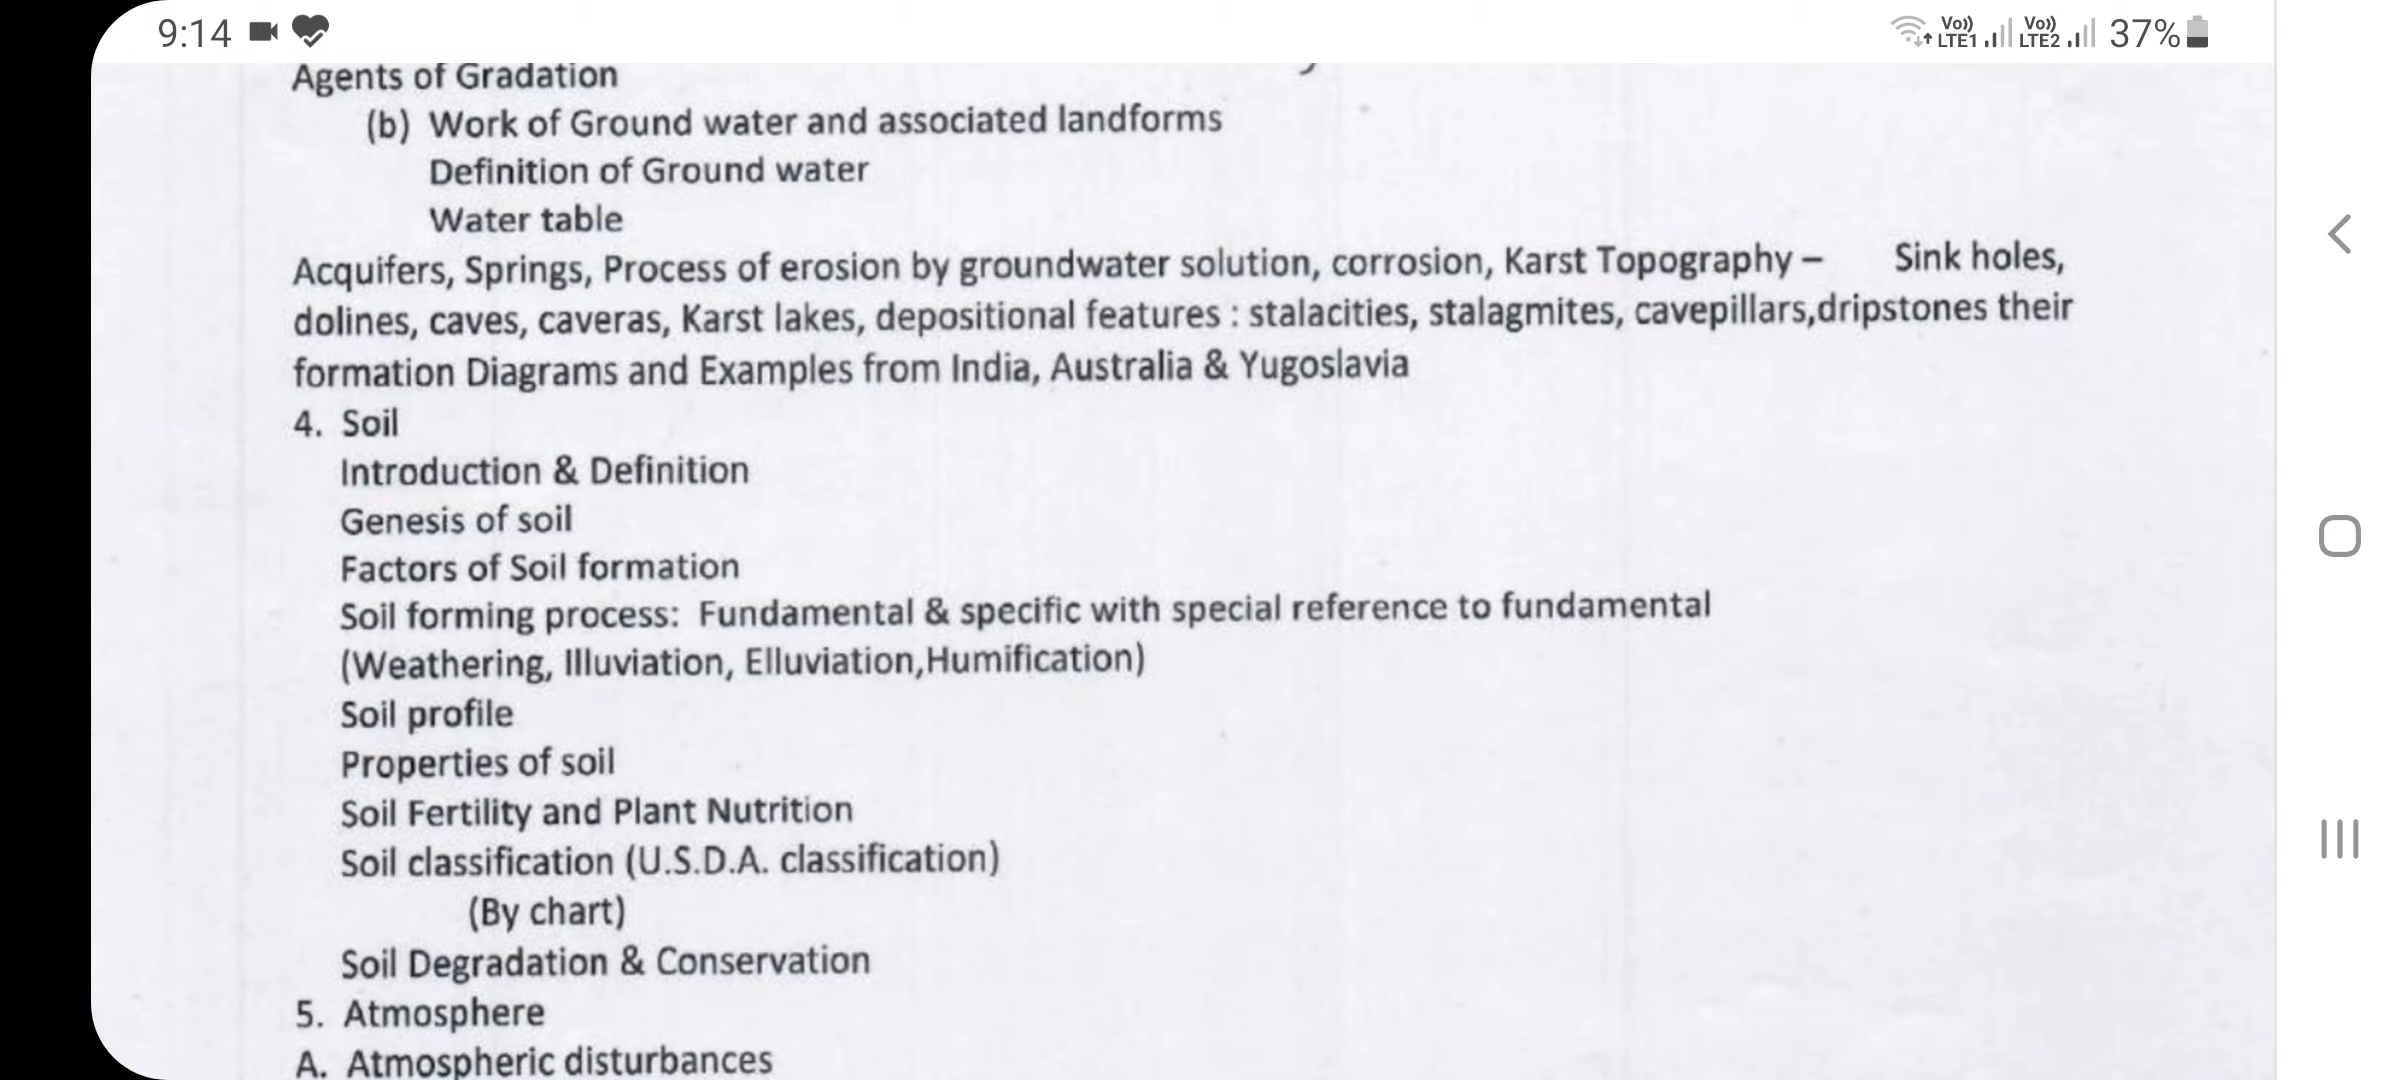 9:14
Vo)) LTE1 Vo)) LTE2 37%
Agents of Gradation
(b) Work of Ground water and associated landforms
Definition of Ground water
Water table
Acquifers, Springs, Process of erosion by groundwater solution, corrosion, Karst Topography – Sink holes,
dolines, caves, caveras, Karst lakes, depositional features : stalacities, stalagmites, cavepillars,dripstones their
formation Diagrams and Examples from India, Australia & Yugoslavia
4. Soil
Introduction & Definition
Genesis of soil
Factors of Soil formation
Soil forming process: Fundamental & specific with special reference to fundamental
(Weathering, Illuviation, Elluviation,Humification)
Soil profile
Properties of soil
Soil Fertility and Plant Nutrition
Soil classification (U.S.D.A. classification)
(By chart)
Soil Degradation & Conservation
5. Atmosphere
A. Atmospheric disturbances